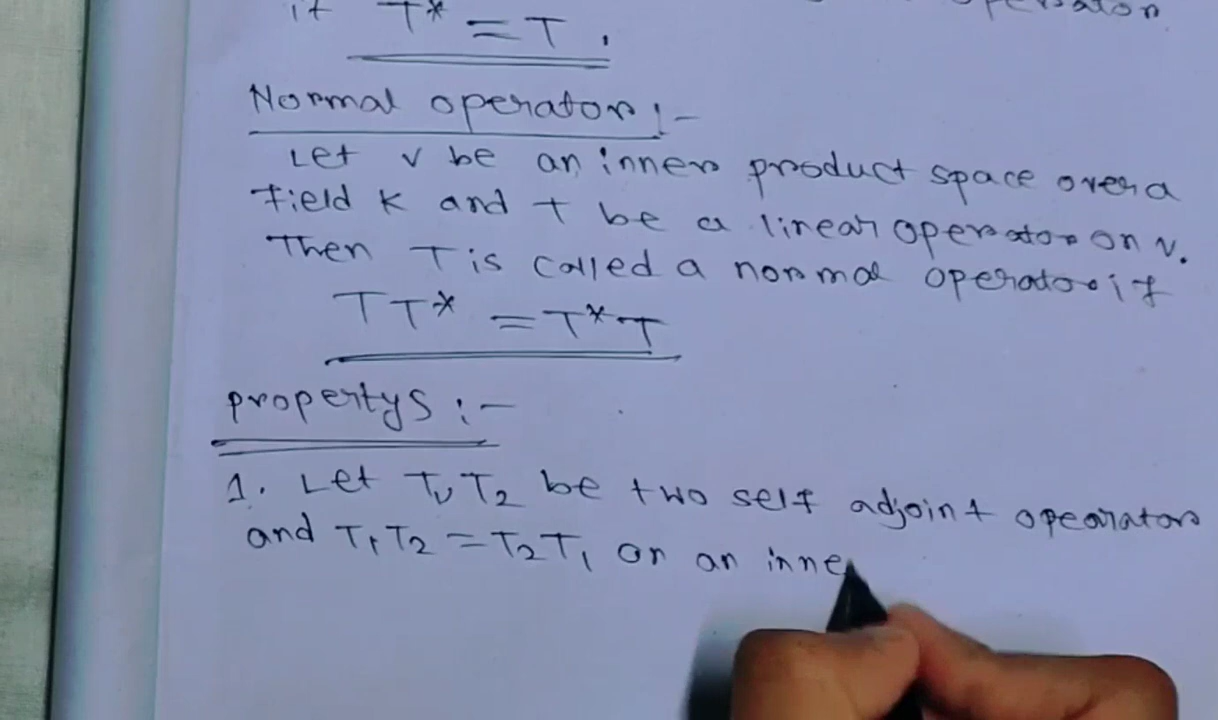 if T* = T.
Normal operator :-
Let V be an inner product space over a
field K and T be a linear operator on V.
Then T is called a normal operator if
TT* = T*T
propertys :-
1. Let T1, T2 be two self adjoint opearator
and T1T2 = T2T1 on an inne